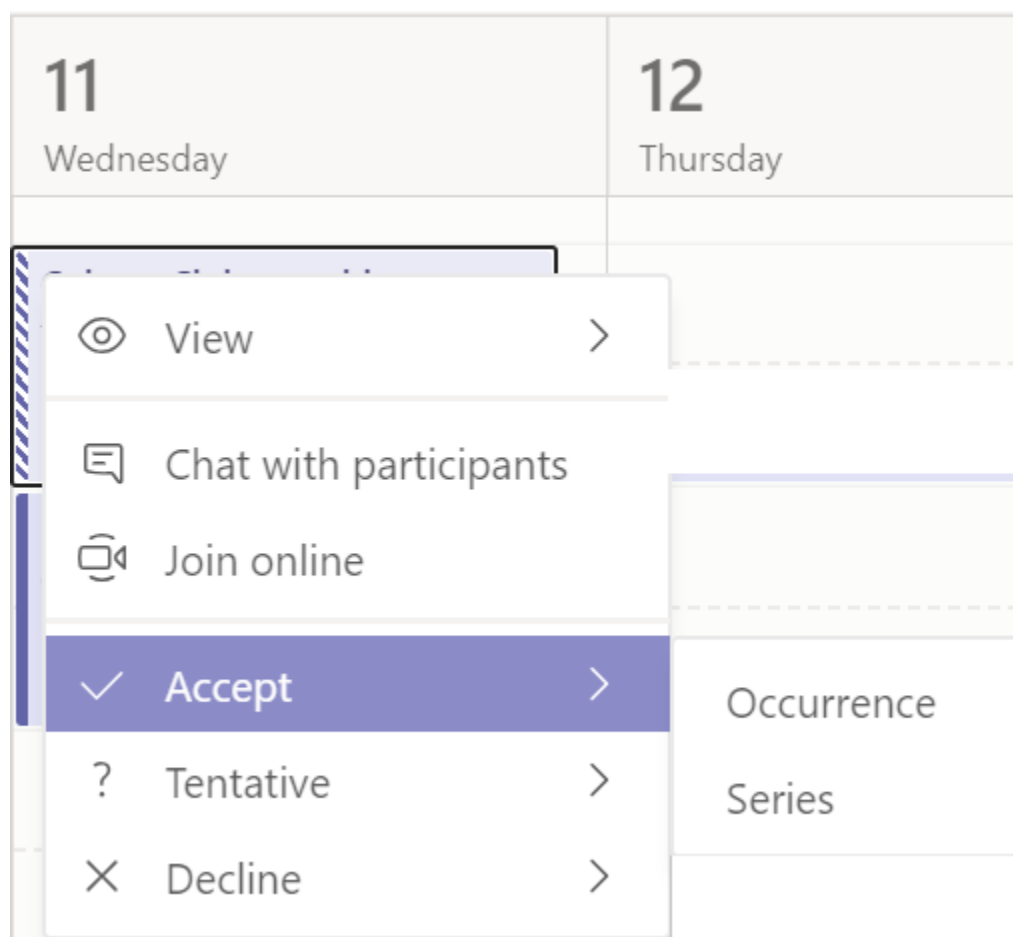 11
Wednesday
12
Thursday
View
Chat with participants
Join online
Accept
Occurrence
Tentative
Series
Decline